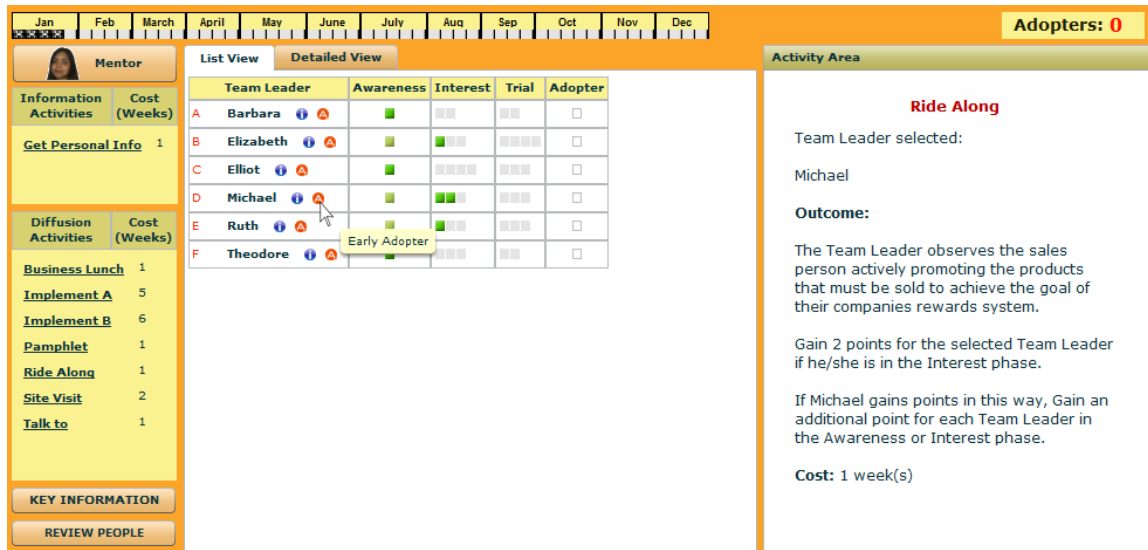 Jan Feb March April May June July Aug Sep Oct Nov Dec
Adopters: 0
Mentor
Information Activities Cost (Weeks)
Get Personal Info 1
Diffusion Activities Cost (Weeks)
Business Lunch 1
Implement A 5
Implement B 6
Pamphlet 1
Ride Along 1
Site Visit 2
Talk to 1
KEY INFORMATION
REVIEW PEOPLE
List View Detailed View
Team Leader Awareness Interest Trial Adopter
A Barbara i A
B Elizabeth i A
C Elliot i A
D Michael i A
E Ruth i A
Early Adopter
F Theodore i A
Activity Area
Ride Along
Team Leader selected:
Michael
Outcome:
The Team Leader observes the sales
person actively promoting the products
that must be sold to achieve the goal of
their companies rewards system.
Gain 2 points for the selected Team Leader
if he/she is in the Interest phase.
If Michael gains points in this way, Gain an
additional point for each Team Leader in
the Awareness or Interest phase.
Cost: 1 week(s)